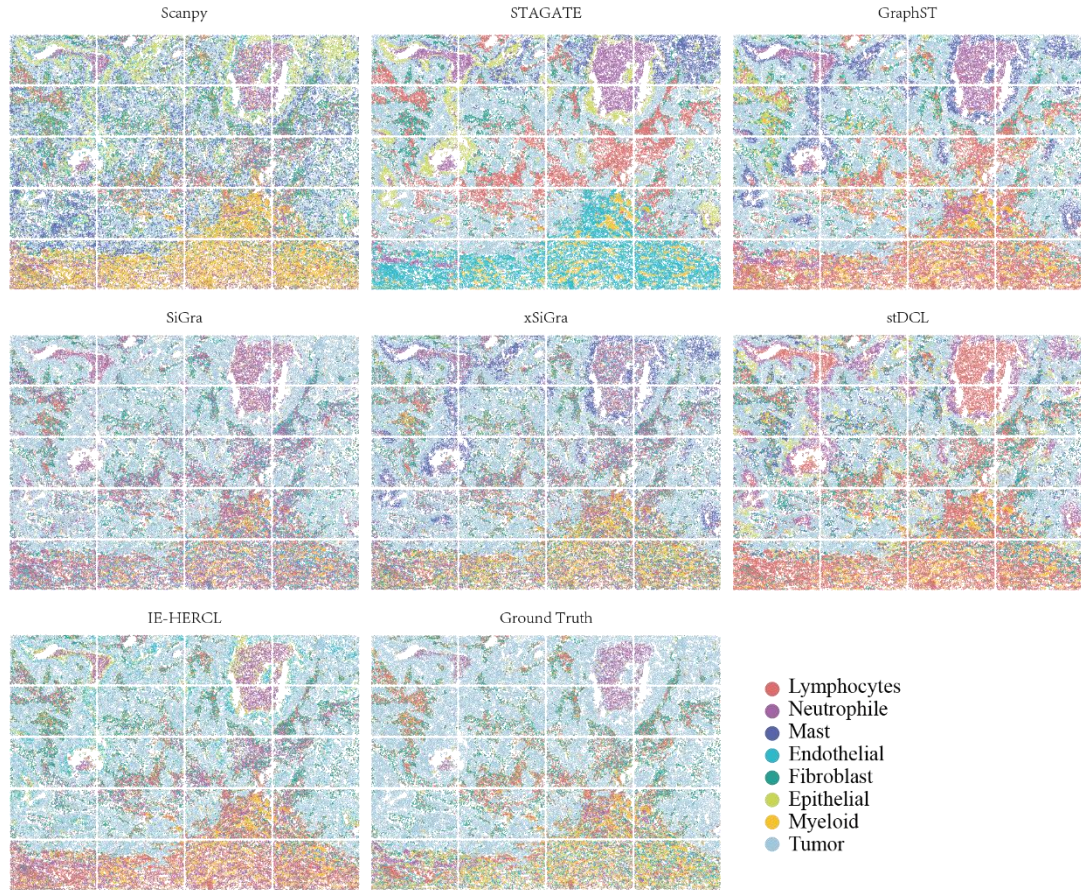 Scanpy
STAGATE
GraphST
SiGra
xSiGra
stDCL
IE-HERCL
Ground Truth
Lymphocytes
Neutrophile
Mast
Endothelial
Fibroblast
Epithelial
Myeloid
Tumor